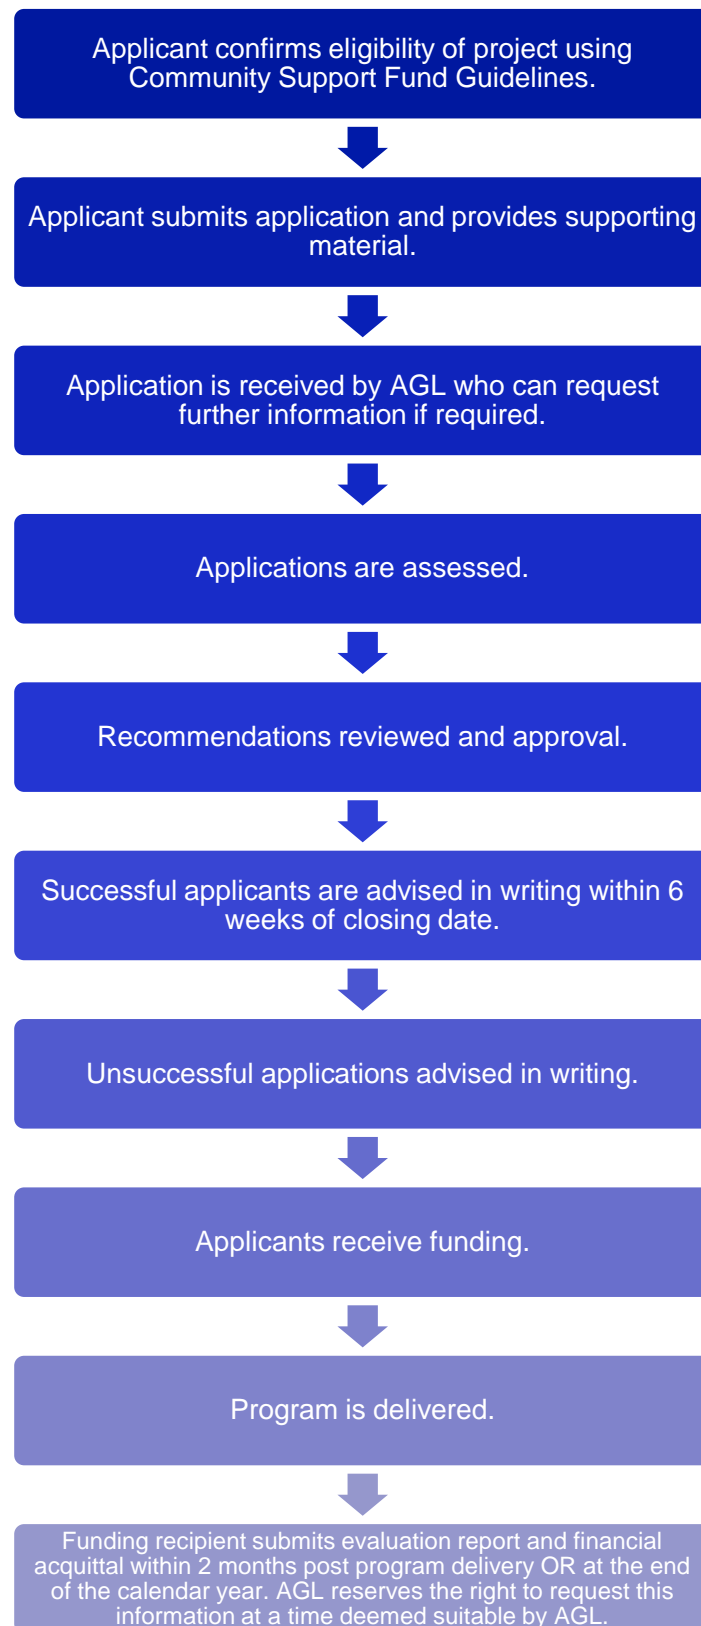 Applicant confirms eligibility of project using
Community Support Fund Guidelines.
Applicant submits application and provides supporting
material.
Application is received by AGL who can request
further information if required.
Applications are assessed.
Recommendations reviewed and approval.
Successful applicants are advised in writing within 6
weeks of closing date.
Unsuccessful applications advised in writing.
Applicants receive funding.
Program is delivered.
Funding recipient submits evaluation report and financial
acquittal within 2 months post program delivery OR at the end
of the calendar year. AGL reserves the right to request this
information at a time deemed suitable by AGL.